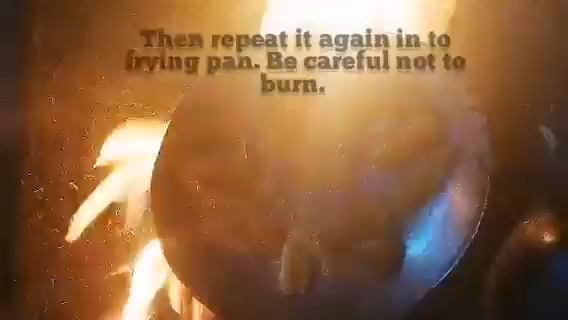 Then repeat it again in to
frying pan. Be careful not to
burn.